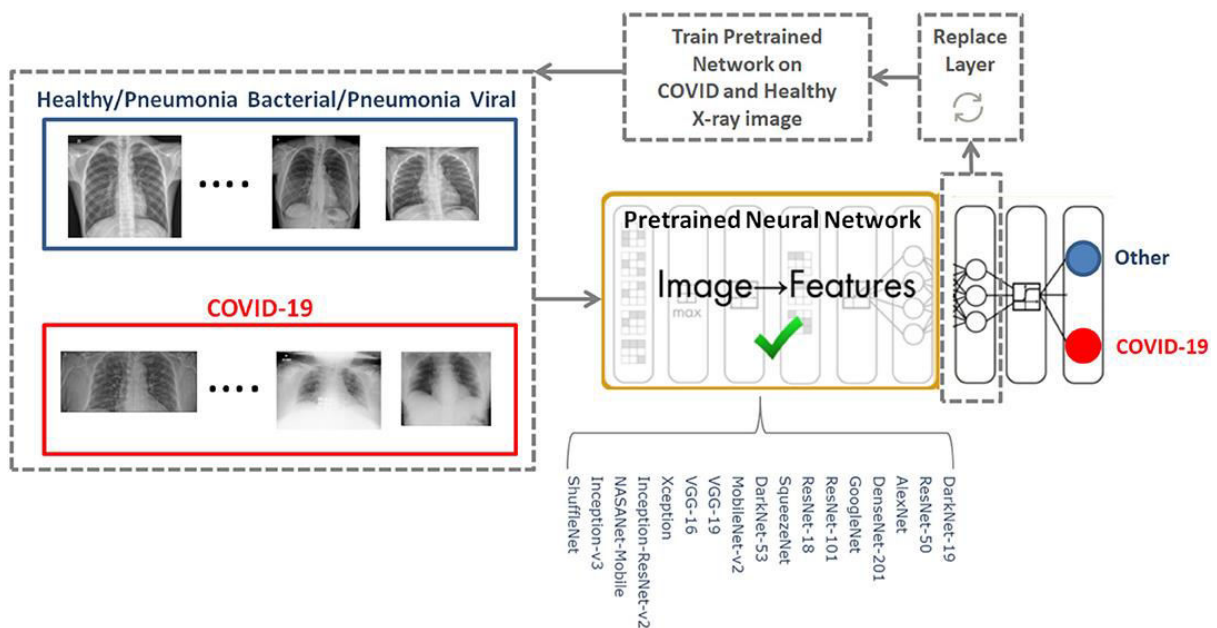 Train Pretrained
Network on
COVID and Healthy
X-ray image
Replace
Layer
Healthy/Pneumonia Bacterial/Pneumonia Viral
Pretrained Neural Network
Image→Features
max
Other
COVID-19
COVID-19
ShuffleNet
Inception-v3
NASANet-Mobile
Inception-ResNet-v2
Xception
VGG-16
VGG-19
MobileNet-v2
DarkNet-53
SqueezeNet
ResNet-18
ResNet-101
GoogleNet
DenseNet-201
AlexNet
ResNet-50
DarkNet-19